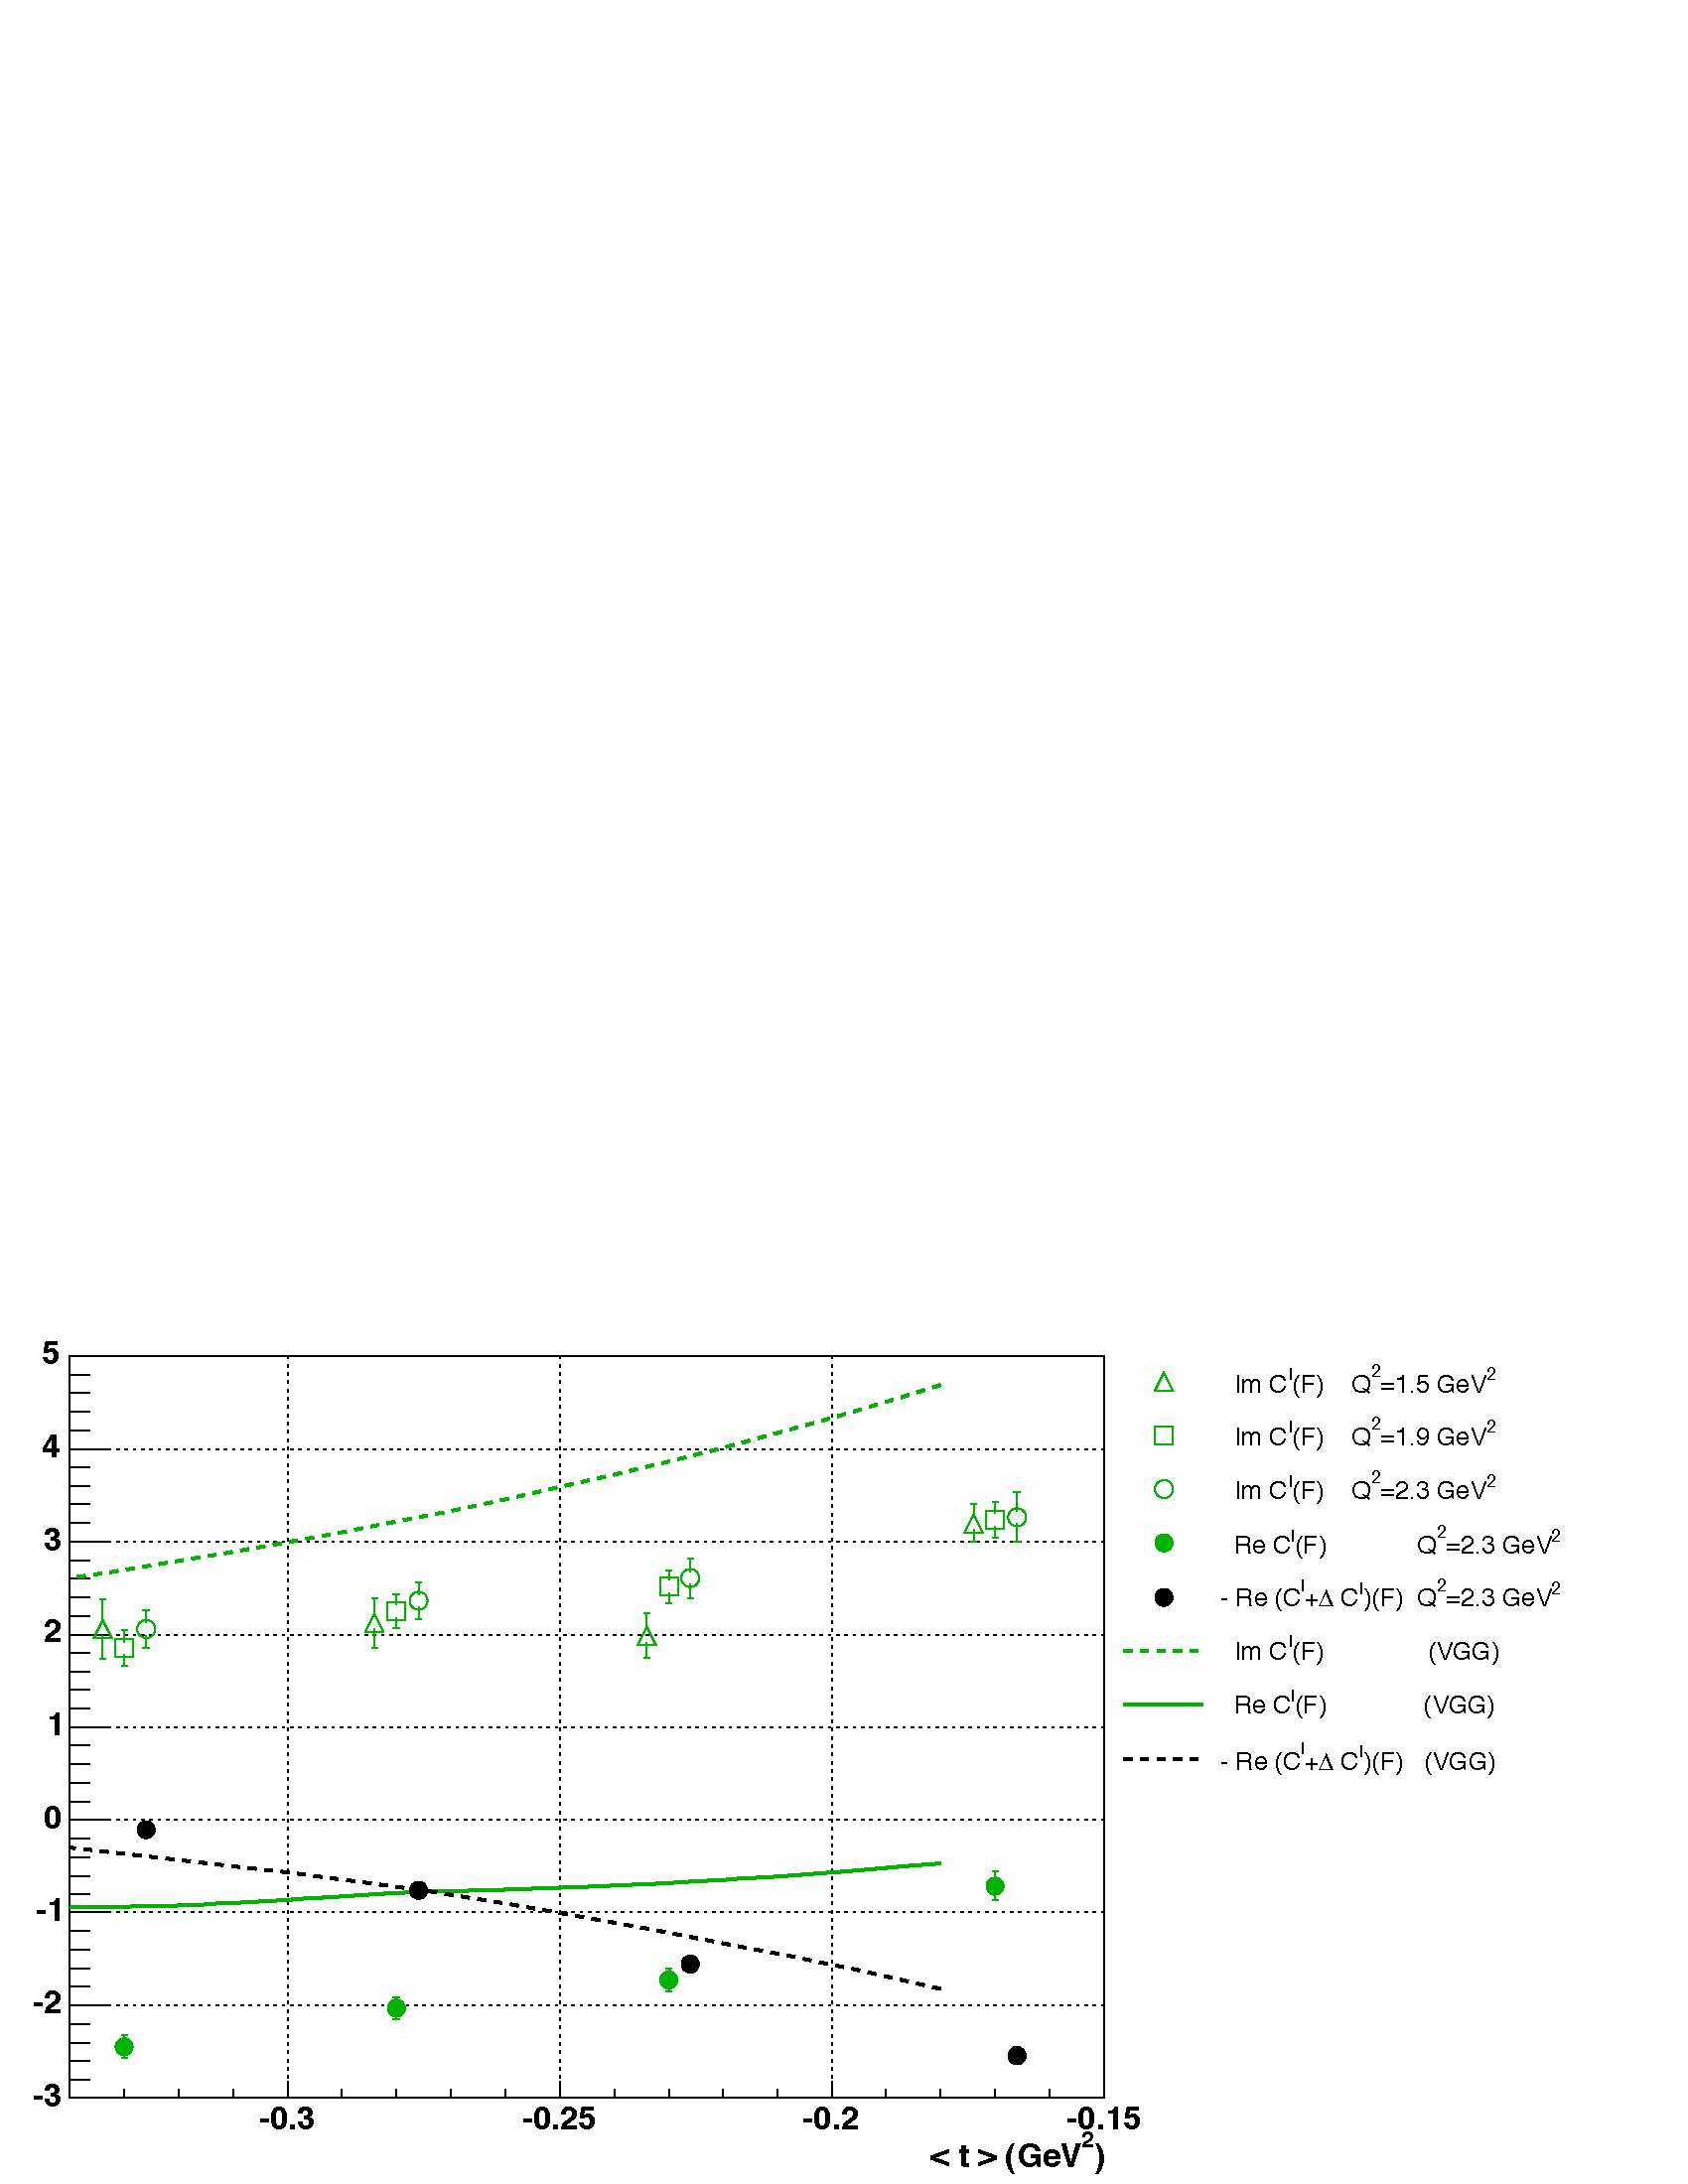 5
4
3
2
1
0
-1
-2
-3
-0.3 -0.25 -0.2 -0.15
< t > (GeV²)
Im Cᴵ(F) Q²=1.5 GeV²
Im Cᴵ(F) Q²=1.9 GeV²
Im Cᴵ(F) Q²=2.3 GeV²
Re Cᴵ(F) Q²=2.3 GeV²
- Re (Cᴵ+Δ Cᴵ)(F) Q²=2.3 GeV²
Im Cᴵ(F) (VGG)
Re Cᴵ(F) (VGG)
- Re (Cᴵ+Δ Cᴵ)(F) (VGG)